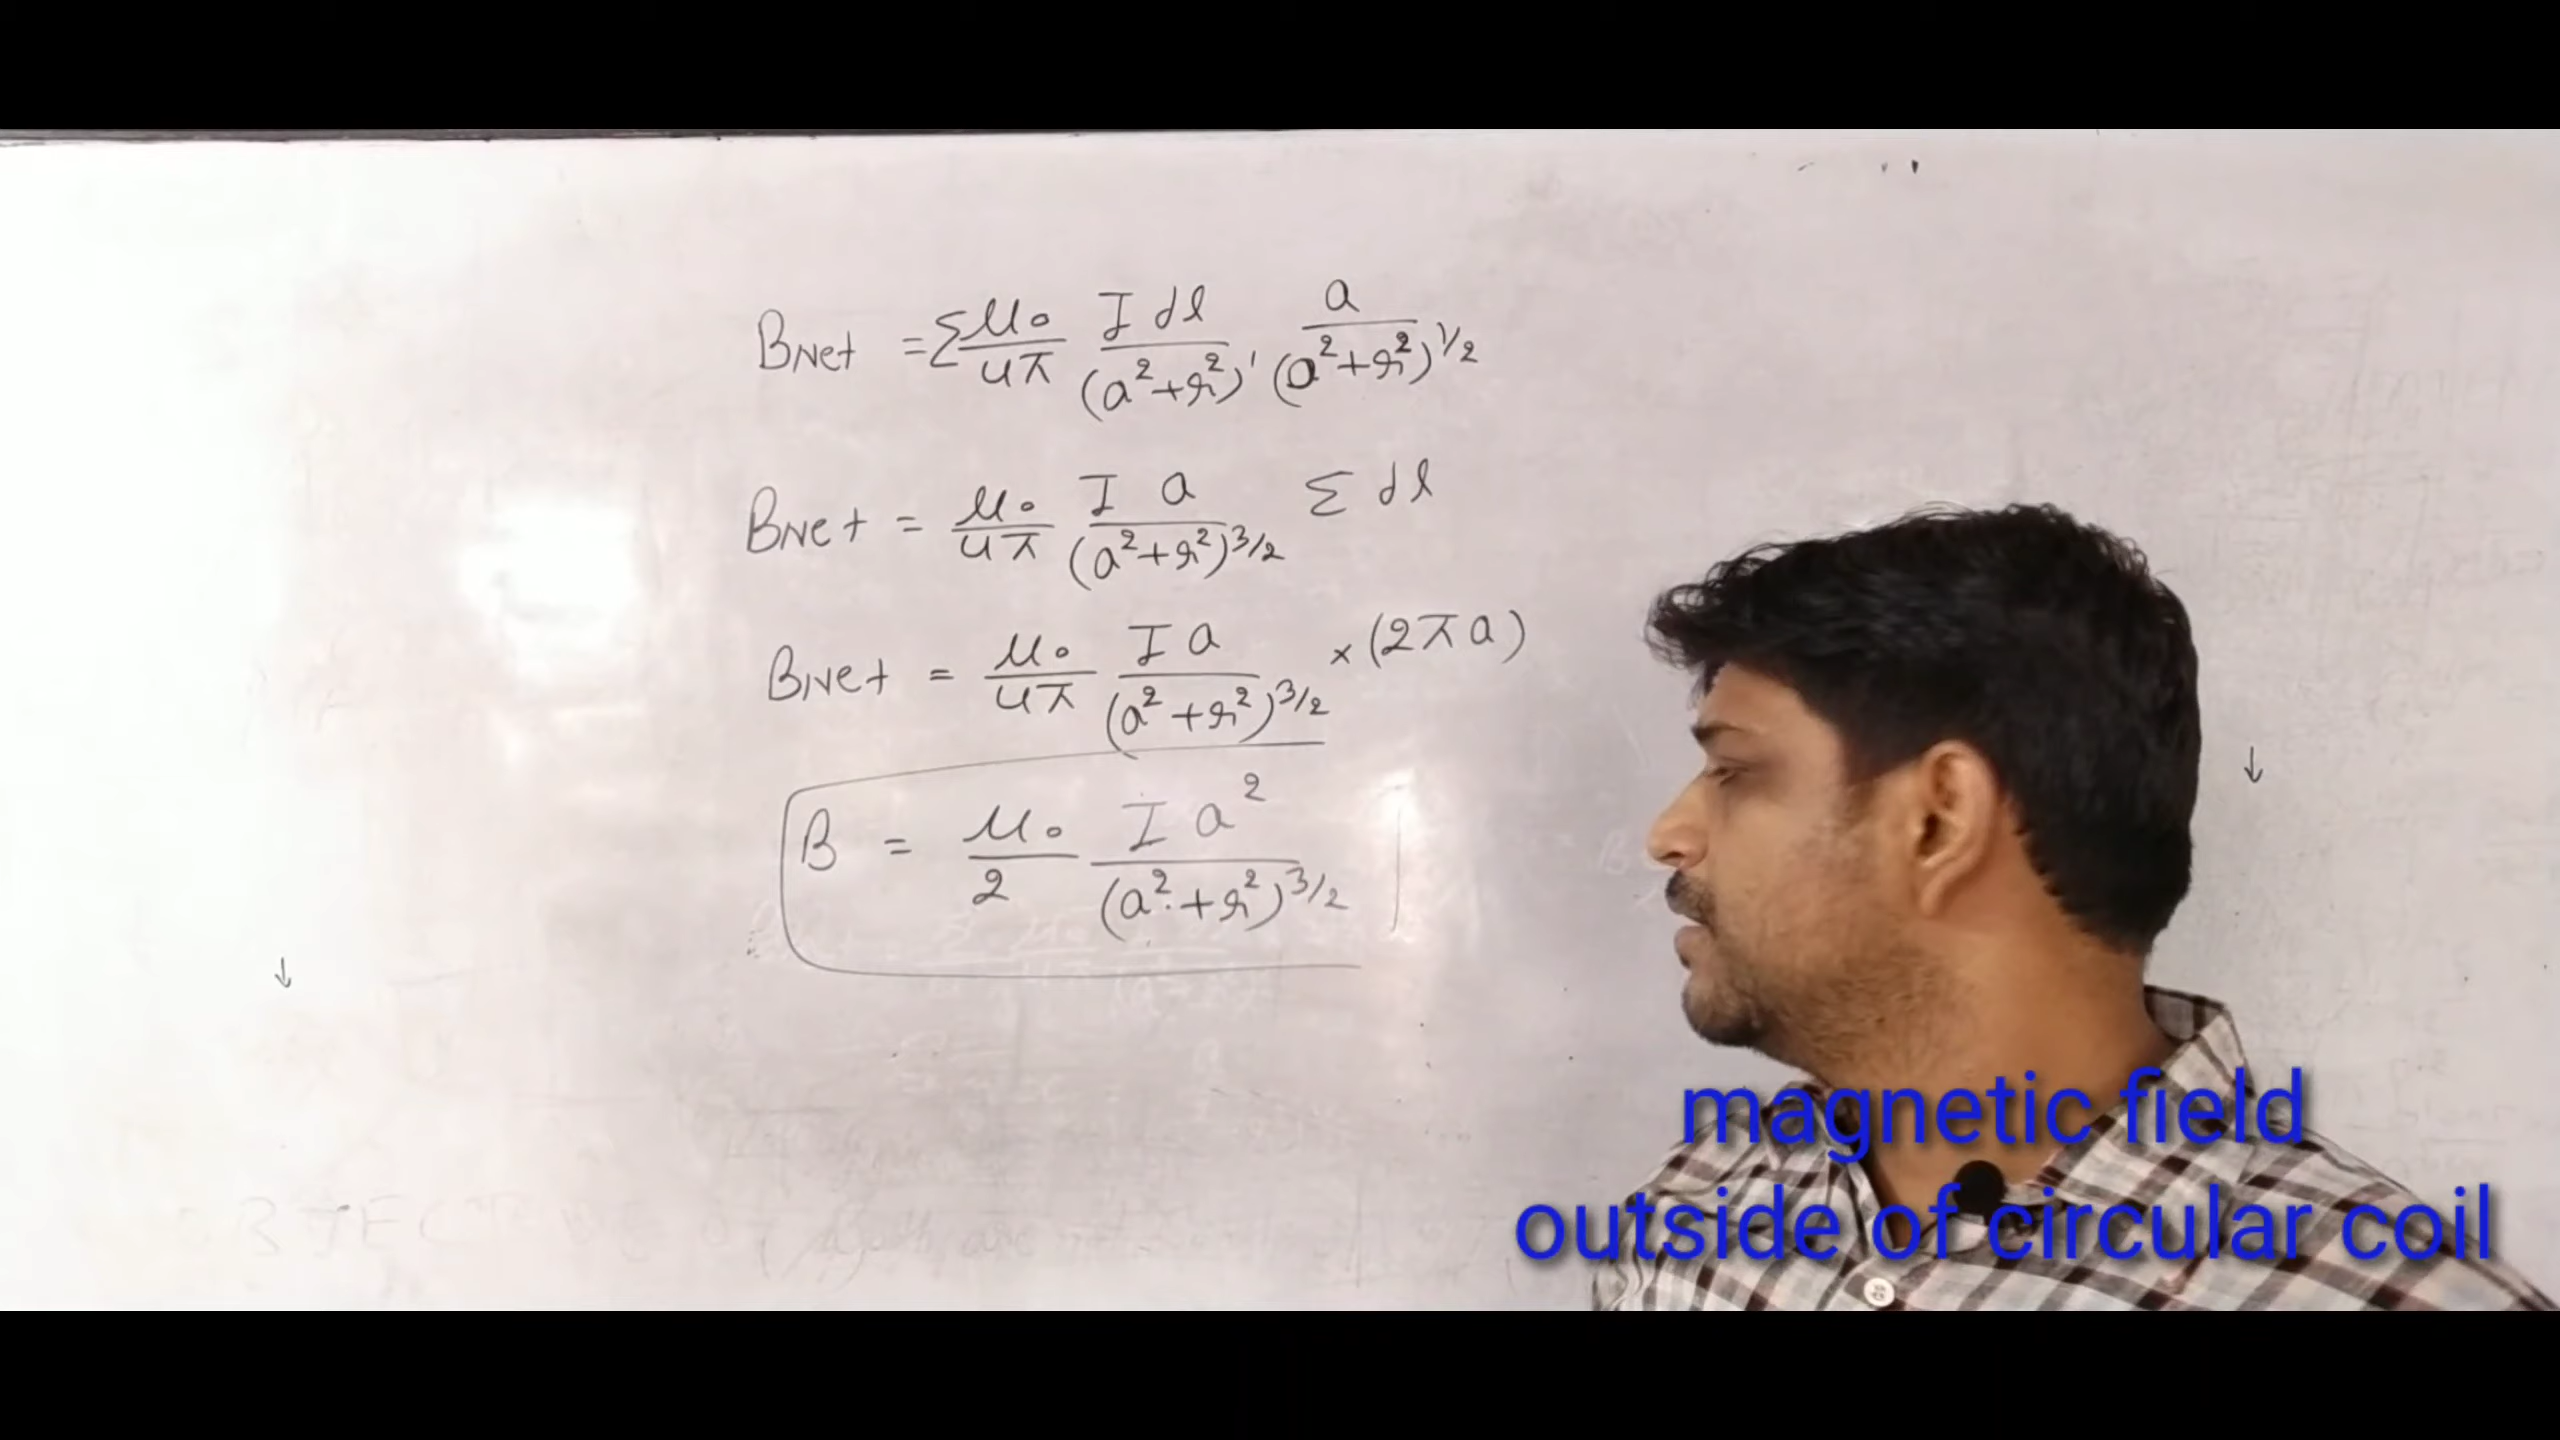 BNet = Σ μ₀/4π I dl/(a²+r²)¹ a/(a²+r²)^1/2
BNet = μ₀/4π I a/(a²+r²)^3/2 Σ dl
BNet = μ₀/4π I a/(a²+r²)^3/2 × (2πa)
B = μ₀/2 I a²/(a²+r²)^3/2
↓
↓
magnetic field
outside of circular coil